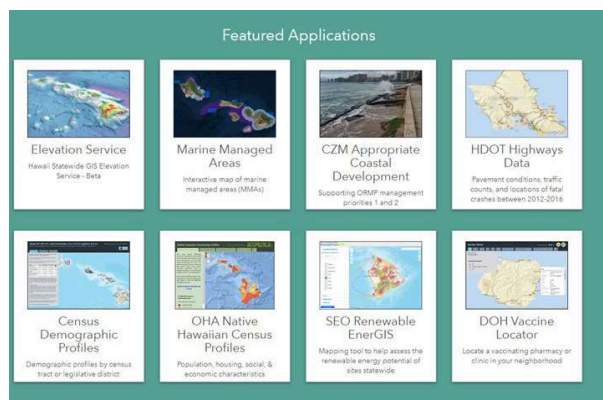 Featured Applications
Elevation Service
Hawaii Statewide GIS Elevation
Service - Beta
Marine Managed
Areas
Interactive map of marine
managed areas (MMAs)
CZM Appropriate
Coastal
Development
Supporting ORMP management
priorities 1 and 2
HDOT Highways
Data
Pavement conditions, traffic
counts, and locations of fatal
crashes between 2012-2016
Census
Demographic
Profiles
Demographic profiles by census
tract or legislative district
OHA Native
Hawaiian Census
Profiles
Population, housing, social, &
economic characteristics
SEO Renewable
EnerGIS
Mapping tool to help assess the
renewable energy potential of
sites statewide
DOH Vaccine
Locator
Locate a vaccinating pharmacy or
clinic in your neighborhood